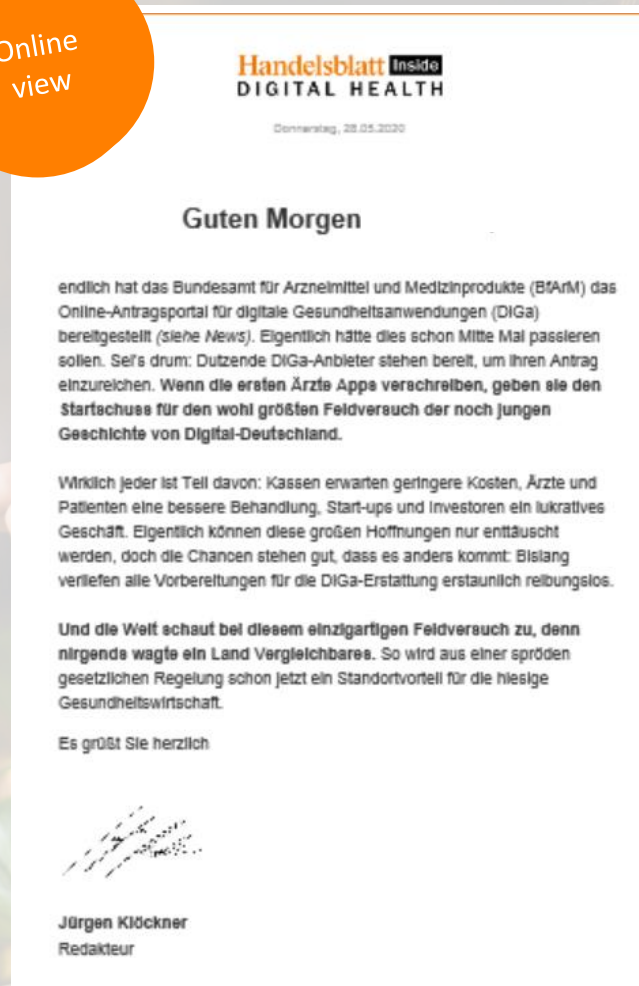 Online
view
Handelsblatt Inside
DIGITAL HEALTH
Donnerstag, 28.05.2020
Guten Morgen
endlich hat das Bundesamt für Arzneimittel und Medizinprodukte (BfArM) das
Online-Antragsportal für digitale Gesundheitsanwendungen (DiGa)
bereitgestellt (siehe News). Eigentlich hätte dies schon Mitte Mai passieren
sollen. Sei's drum: Dutzende DiGa-Anbieter stehen bereit, um ihren Antrag
einzureichen. Wenn die ersten Ärzte Apps verschreiben, geben sie den
Startschuss für den wohl größten Feldversuch der noch jungen
Geschichte von Digital-Deutschland.
Wirklich jeder ist Teil davon: Kassen erwarten geringere Kosten, Ärzte und
Patienten eine bessere Behandlung, Start-ups und Investoren ein lukratives
Geschäft. Eigentlich können diese großen Hoffnungen nur enttäuscht
werden, doch die Chancen stehen gut, dass es anders kommt: Bislang
verliefen alle Vorbereitungen für die DiGa-Erstattung erstaunlich reibungslos.
Und die Welt schaut bei diesem einzigartigen Feldversuch zu, denn
nirgends wagte ein Land Vergleichbares. So wird aus einer spröden
gesetzlichen Regelung schon jetzt ein Standortvorteil für die hiesige
Gesundheitswirtschaft.
Es grüßt Sie herzlich
Jürgen Klöckner
Redakteur